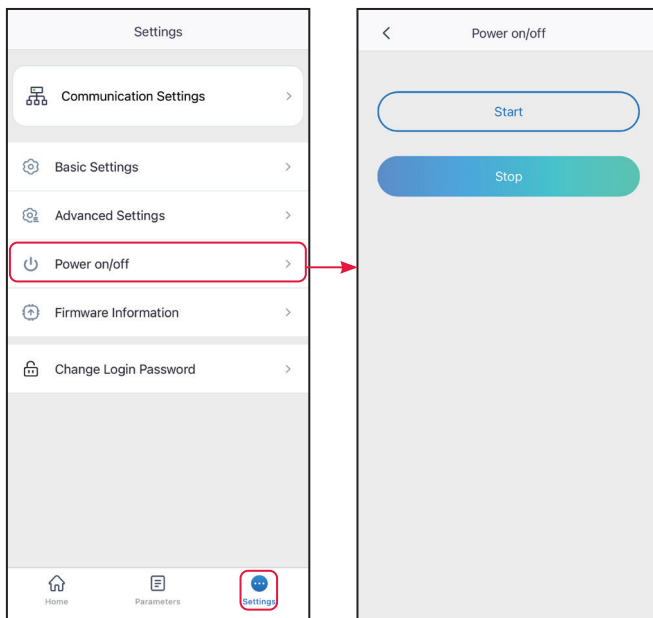 Settings
Communication Settings
Basic Settings
Advanced Settings
Power on/off
Firmware Information
Change Login Password
Home
Parameters
Settings
Power on/off
Start
Stop